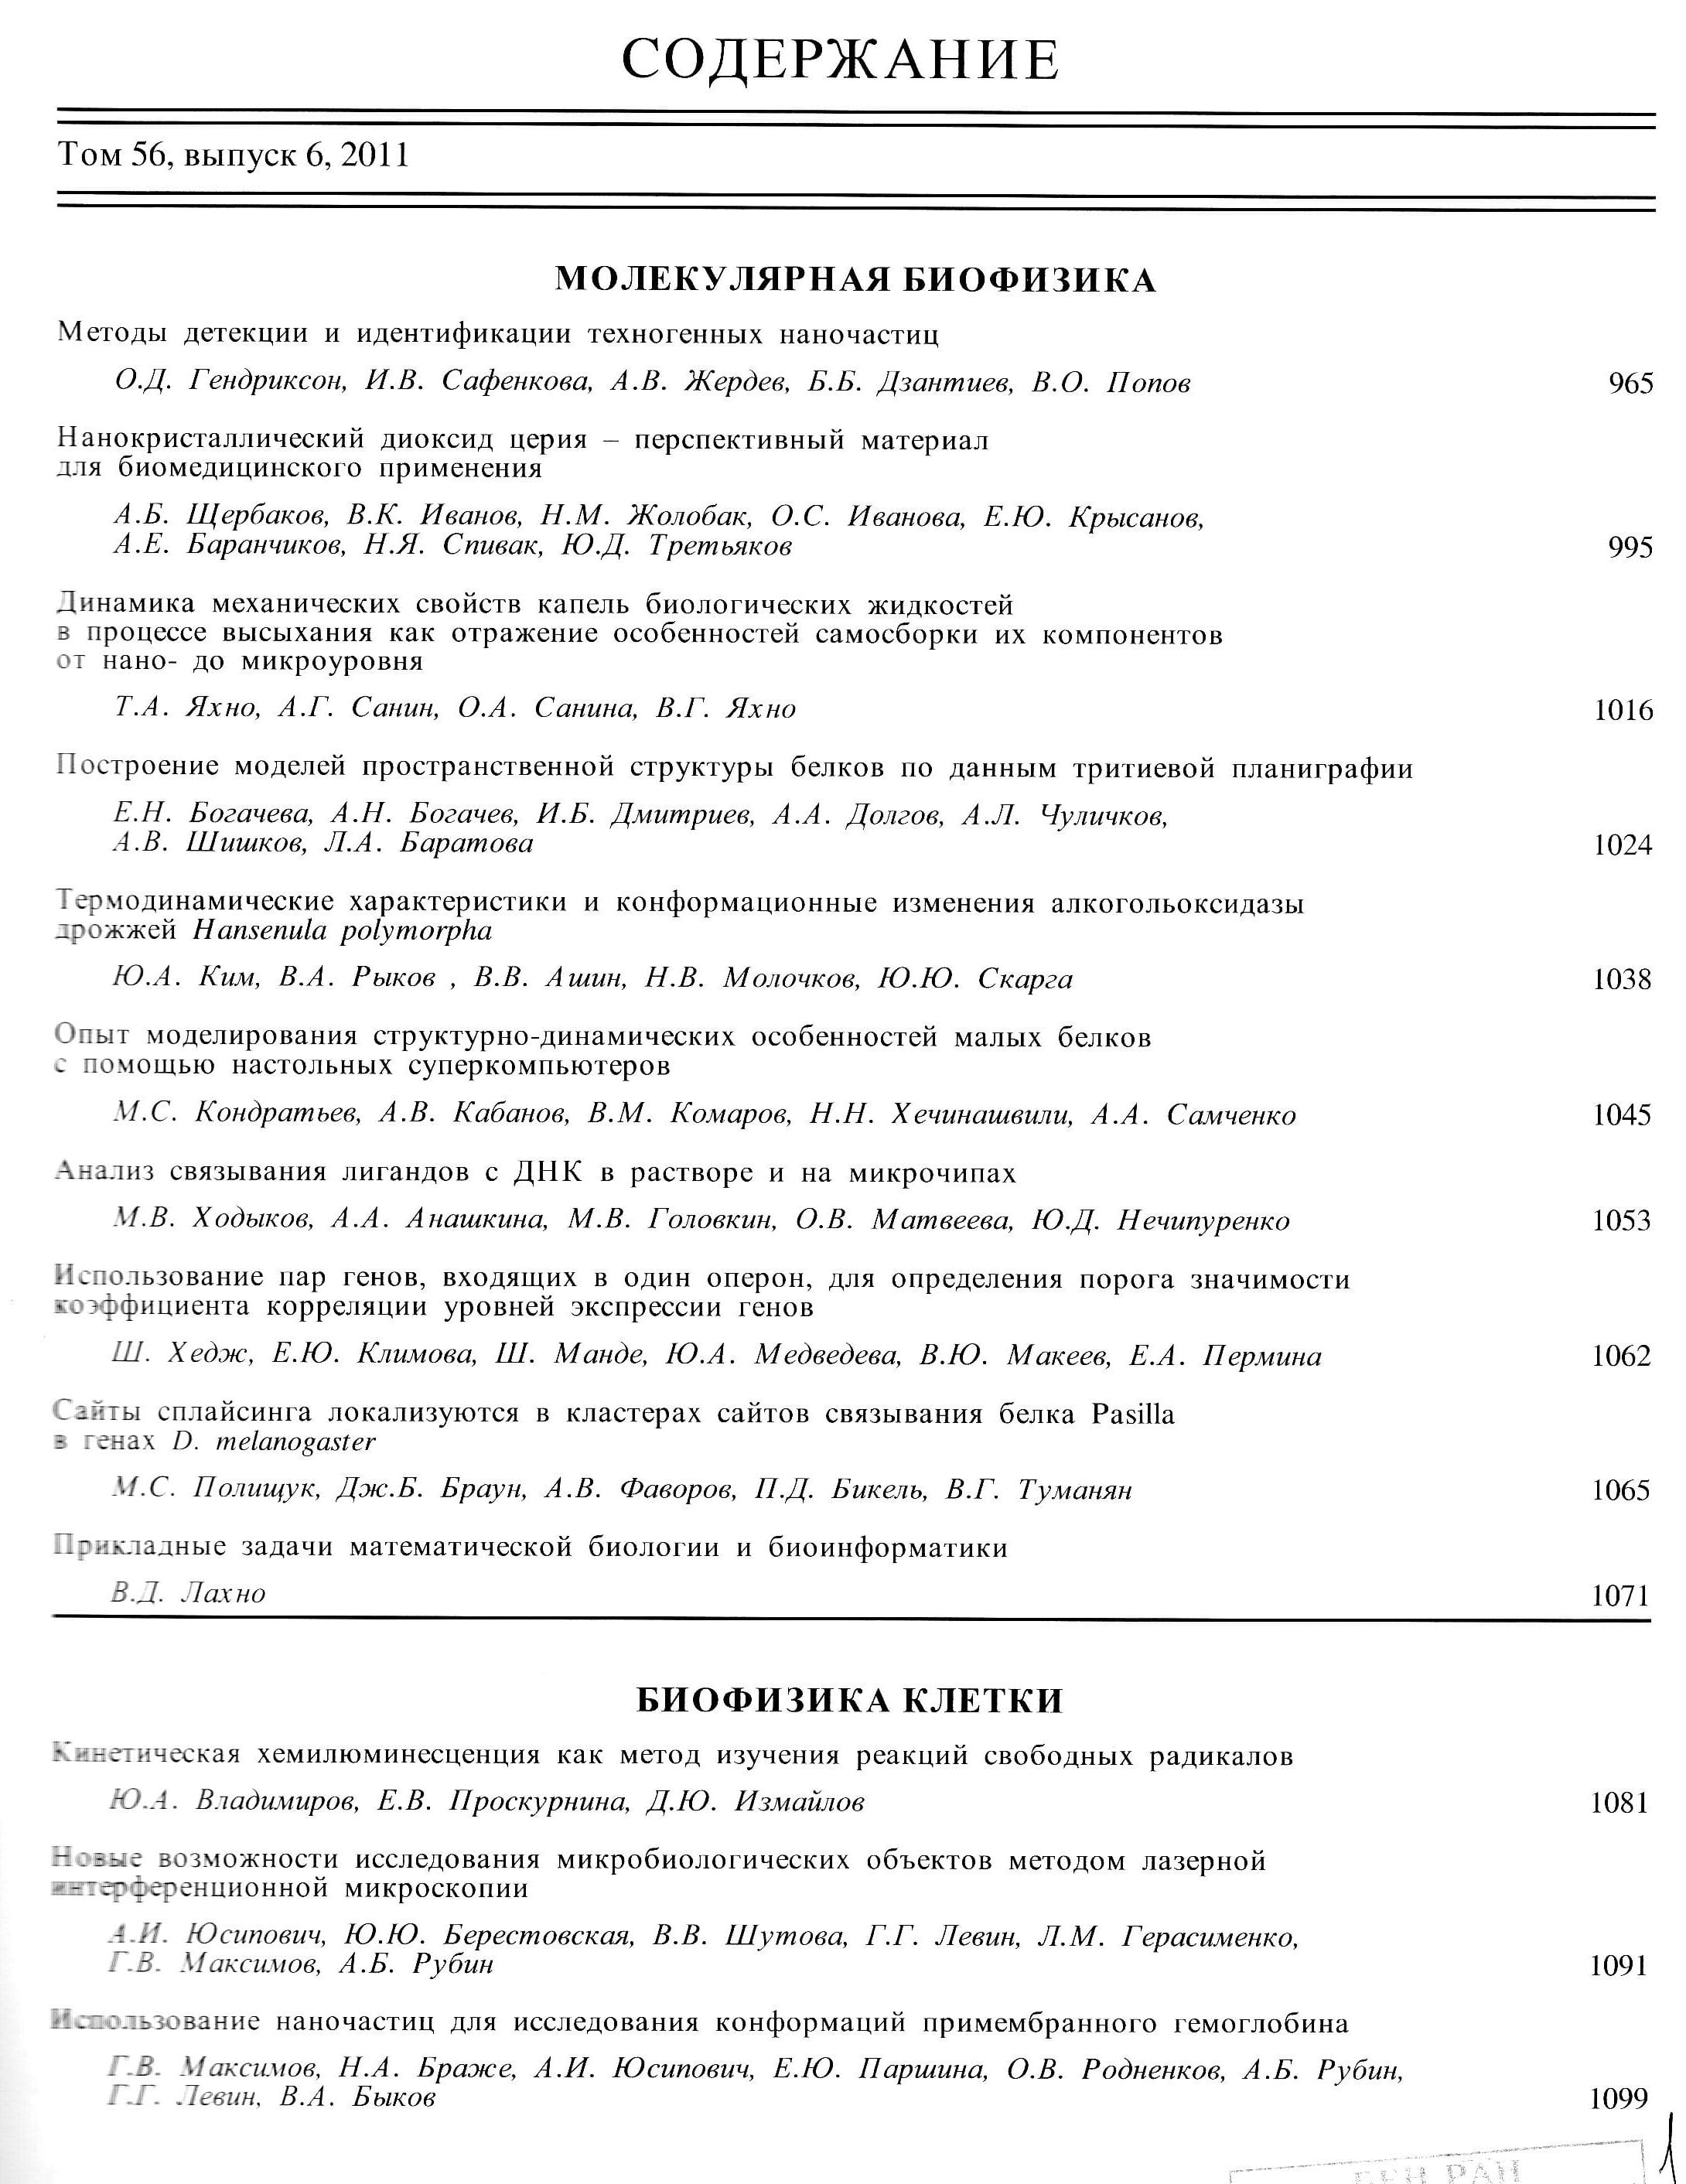 СОДЕРЖАНИЕ
Том 56, выпуск 6, 2011
МОЛЕКУЛЯРНАЯ БИОФИЗИКА
Методы детекции и идентификации техногенных наночастиц
О.Д. Гендриксон, И.В. Сафенкова, А.В. Жердев, Б.Б. Дзантиев, В.О. Попов 965
Нанокристаллический диоксид церия – перспективный материал
для биомедицинского применения
А.Б. Щербаков, В.К. Иванов, Н.М. Жолобак, О.С. Иванова, Е.Ю. Крысанов,
А.Е. Баранчиков, Н.Я. Спивак, Ю.Д. Третьяков 995
Динамика механических свойств капель биологических жидкостей
в процессе высыхания как отражение особенностей самосборки их компонентов
от нано- до микроуровня
Т.А. Яхно, А.Г. Санин, О.А. Санина, В.Г. Яхно 1016
Построение моделей пространственной структуры белков по данным тритиевой планиграфии
Е.Н. Богачева, А.Н. Богачев, И.Б. Дмитриев, А.А. Долгов, А.Л. Чуличков,
А.В. Шишков, Л.А. Баратова 1024
Термодинамические характеристики и конформационные изменения алкогольоксидазы
дрожжей Hansenula polymorpha
Ю.А. Ким, В.А. Рыков , В.В. Ашин, Н.В. Молочков, Ю.Ю. Скарга 1038
Опыт моделирования структурно-динамических особенностей малых белков
с помощью настольных суперкомпьютеров
М.С. Кондратьев, А.В. Кабанов, В.М. Комаров, Н.Н. Хечинашвили, А.А. Самченко 1045
Анализ связывания лигандов с ДНК в растворе и на микрочипах
М.В. Ходыков, А.А. Анашкина, М.В. Головкин, О.В. Матвеева, Ю.Д. Нечипуренко 1053
Использование пар генов, входящих в один оперон, для определения порога значимости
коэффициента корреляции уровней экспрессии генов
Ш. Хедж, Е.Ю. Климова, Ш. Манде, Ю.А. Медведева, В.Ю. Макеев, Е.А. Пермина 1062
Сайты сплайсинга локализуются в кластерах сайтов связывания белка Pasilla
в генах D. melanogaster
М.С. Полищук, Дж.Б. Браун, А.В. Фаворов, П.Д. Бикель, В.Г. Туманян 1065
Прикладные задачи математической биологии и биоинформатики
В.Д. Лахно 1071
БИОФИЗИКА КЛЕТКИ
Кинетическая хемилюминесценция как метод изучения реакций свободных радикалов
Ю.А. Владимиров, Е.В. Проскурнина, Д.Ю. Измайлов 1081
Новые возможности исследования микробиологических объектов методом лазерной
интерференционной микроскопии
А.И. Юсипович, Ю.Ю. Берестовская, В.В. Шутова, Г.Г. Левин, Л.М. Герасименко,
Г.В. Максимов, А.Б. Рубин 1091
Использование наночастиц для исследования конформаций примембранного гемоглобина
Г.В. Максимов, Н.А. Браже, А.И. Юсипович, Е.Ю. Паршина, О.В. Родненков, А.Б. Рубин,
Г.Г. Левин, В.А. Быков 1099
БЕН РАН